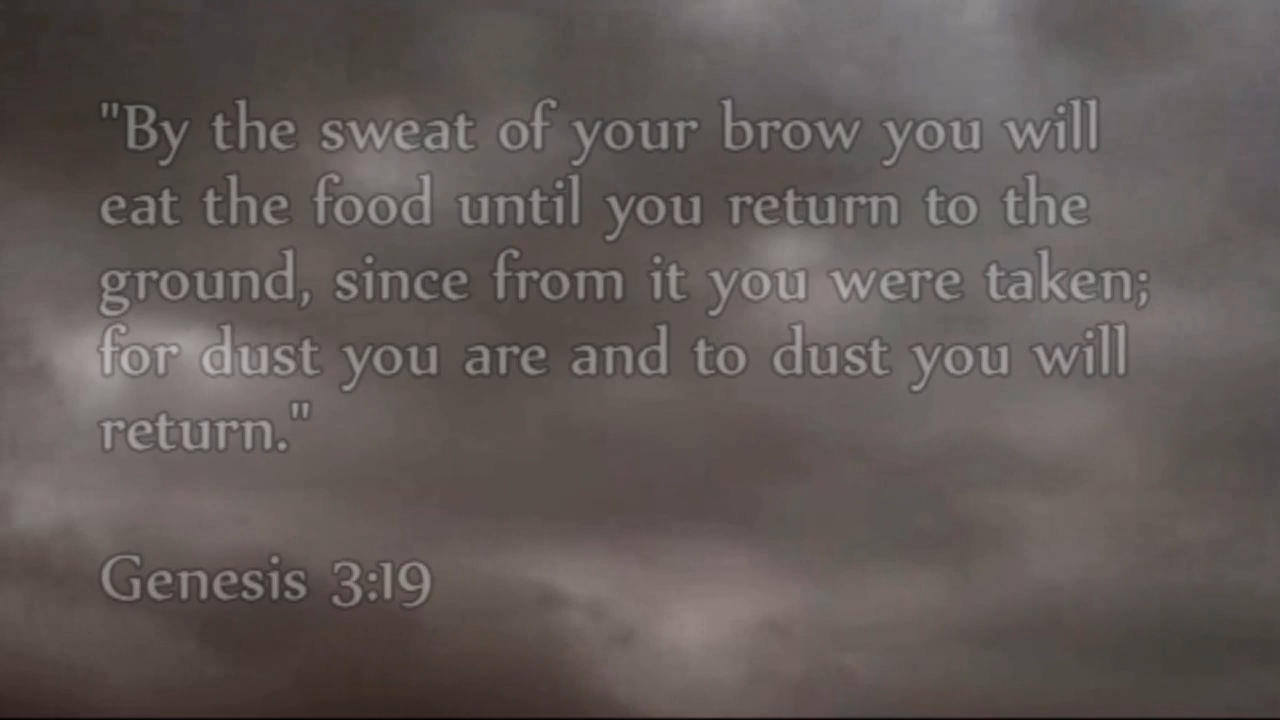 "By the sweat of your brow you will
eat the food until you return to the
ground, since from it you were taken;
for dust you are and to dust you will
return."
Genesis 3:19